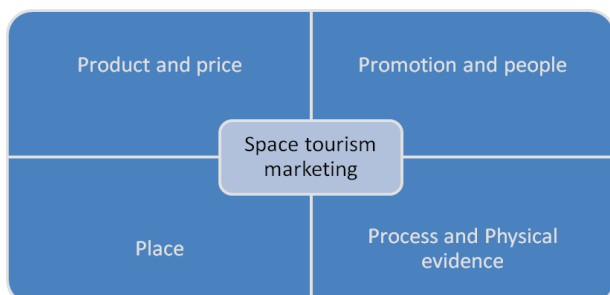 Product and price
Promotion and people
Space tourism
marketing
Place
Process and Physical
evidence